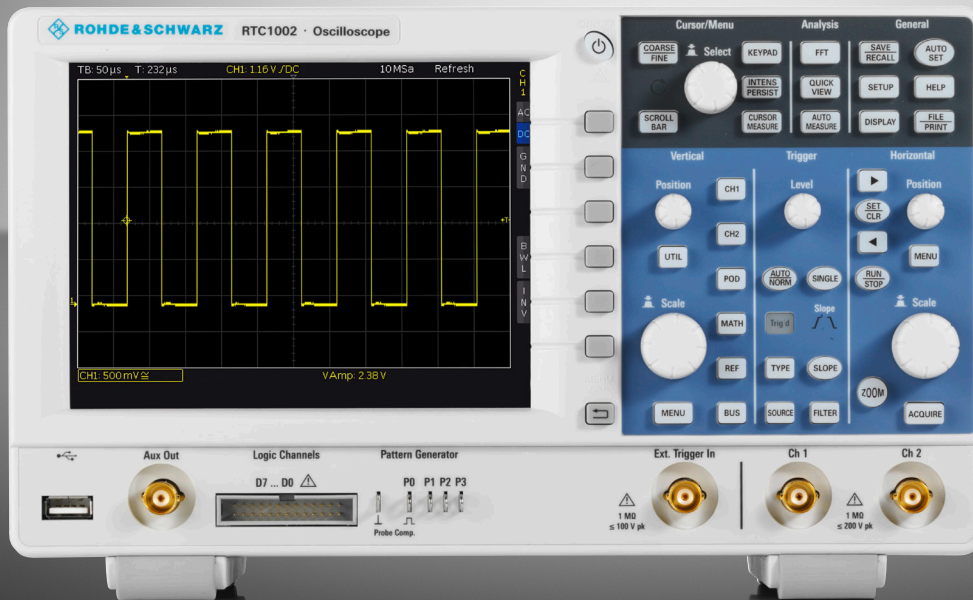 ROHDE & SCHWARZ RTC1002 · Oscilloscope
TB: 50µs T: 232µs CH1: 1.16 V / DC 10MSa Refresh
CH1
AC
DC
GND
BWL
INV
1
T
CH1: 500mV≅ VAmp: 2.38 V
Cursor/Menu Analysis General
COARSE FINE
Select
KEYPAD
FFT
SAVE RECALL
AUTO SET
INTENS PERSIST
QUICK VIEW
SETUP
HELP
SCROLL BAR
CURSOR MEASURE
AUTO MEASURE
DISPLAY
FILE PRINT
Vertical Trigger Horizontal
Position
CH1
Level
SET CLR
Position
CH2
UTIL
MENU
POD
AUTO NORM
SINGLE
RUN STOP
Scale
MATH
Trig'd
Slope
Scale
REF
TYPE
SLOPE
ZOOM
MENU
BUS
SOURCE
FILTER
ACQUIRE
Aux Out Logic Channels Pattern Generator Ext. Trigger In Ch 1 Ch 2
D7 ... D0
P0 P1 P2 P3
Probe Comp.
1 MΩ
≤ 100 V pk
1 MΩ
≤ 200 V pk